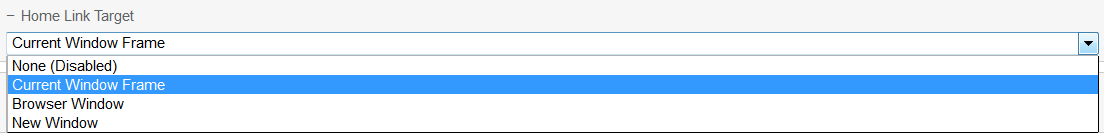 − Home Link Target
Current Window Frame
None (Disabled)
Current Window Frame
Browser Window
New Window